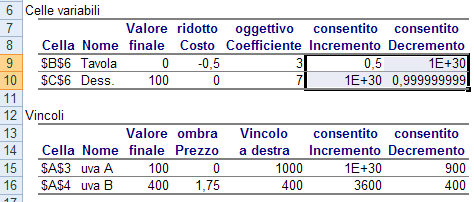 6 Celle variabili
7 Valore ridotto oggettivo consentito consentito
8 Cella Nome finale Costo Coefficiente Incremento Decremento
9 $B$6 Tavola 0 -0,5 3 0,5 1E+30
10 $C$6 Dess. 100 0 7 1E+30 0,999999999
11
12 Vincoli
13 Valore ombra Vincolo consentito consentito
14 Cella Nome finale Prezzo a destra Incremento Decremento
15 $A$3 uva A 100 0 1000 1E+30 900
16 $A$4 uva B 400 1,75 400 3600 400